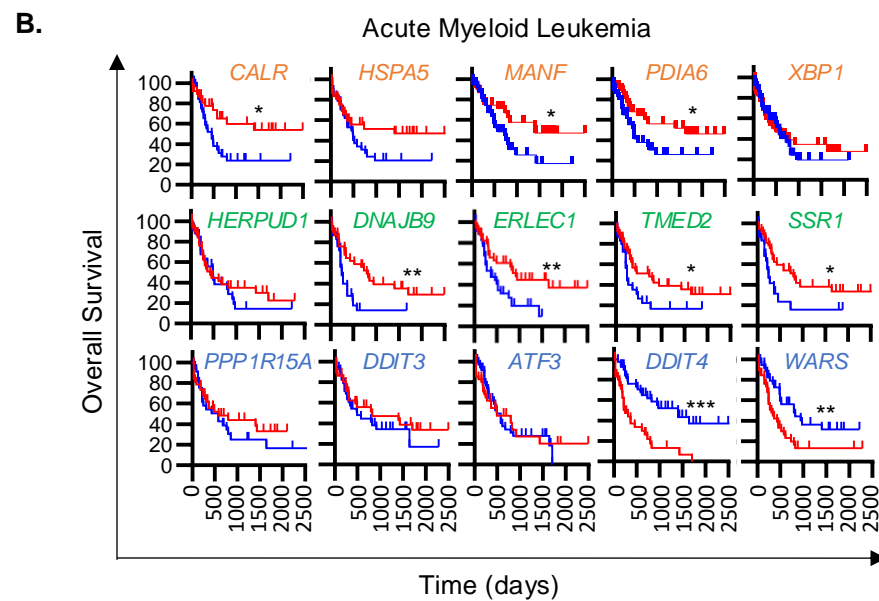 B.
Acute Myeloid Leukemia
Overall Survival
CALR HSPA5 MANF PDIA6 XBP1
100
80
60
40
20
0
* * *
HERPUD1 DNAJB9 ERLEC1 TMED2 SSR1
100
80
60
40
20
0
** ** * *
PPP1R15A DDIT3 ATF3 DDIT4 WARS
100
80
60
40
20
0
*** **
0 500 1000 1500 2000 2500 0 500 1000 1500 2000 2500 0 500 1000 1500 2000 2500 0 500 1000 1500 2000 2500 0 500 1000 1500 2000 2500
Time (days)